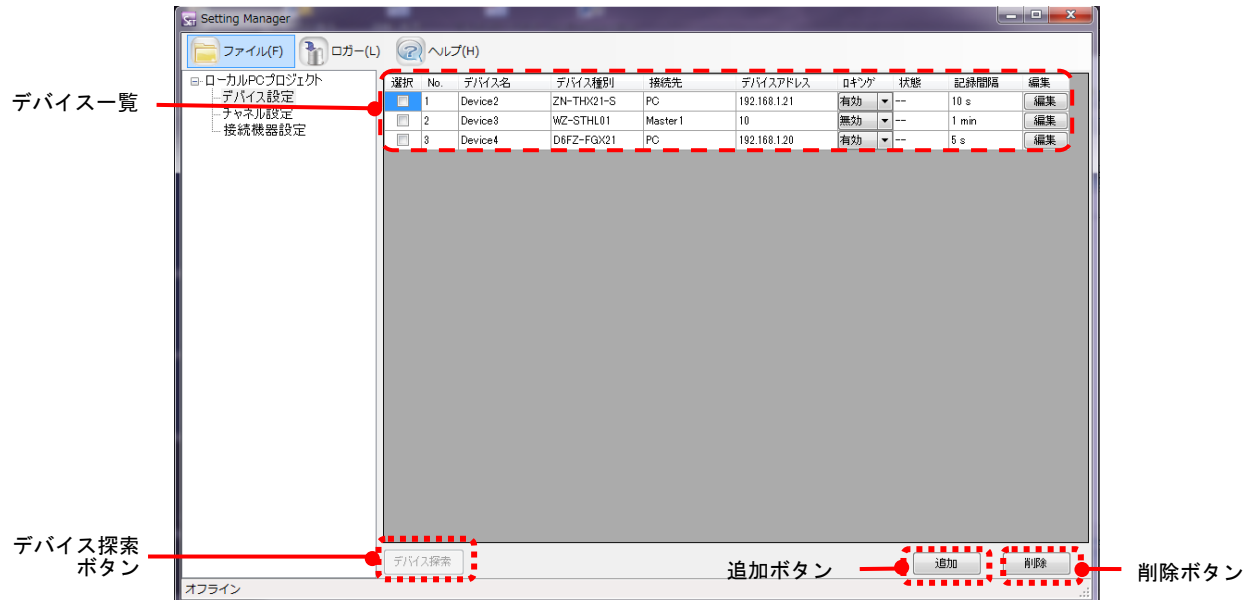 Setting Manager
ファイル(F) ロガー(L) ヘルプ(H)
ローカルPCプロジェクト
デバイス設定
チャネル設定
接続機器設定
選択 No. デバイス名 デバイス種別 接続先 デバイスアドレス ロギング 状態 記録間隔 編集
1 Device2 ZN-THX21-S PC 192.168.1.21 有効 -- 10 s 編集
2 Device3 WZ-STHL01 Master1 10 無効 -- 1 min 編集
3 Device4 D6FZ-FGX21 PC 192.168.1.20 有効 -- 5 s 編集
デバイス一覧
デバイス探索
ボタン
デバイス探索
追加ボタン
追加
削除
削除ボタン
オフライン